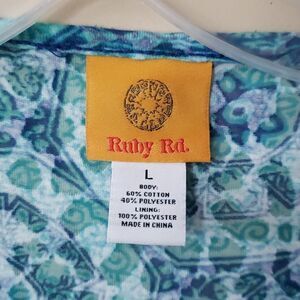 Ruby Rd.
L
BODY:
60% COTTON
40% POLYESTER
LINING:
100% POLYESTER
MADE IN CHINA